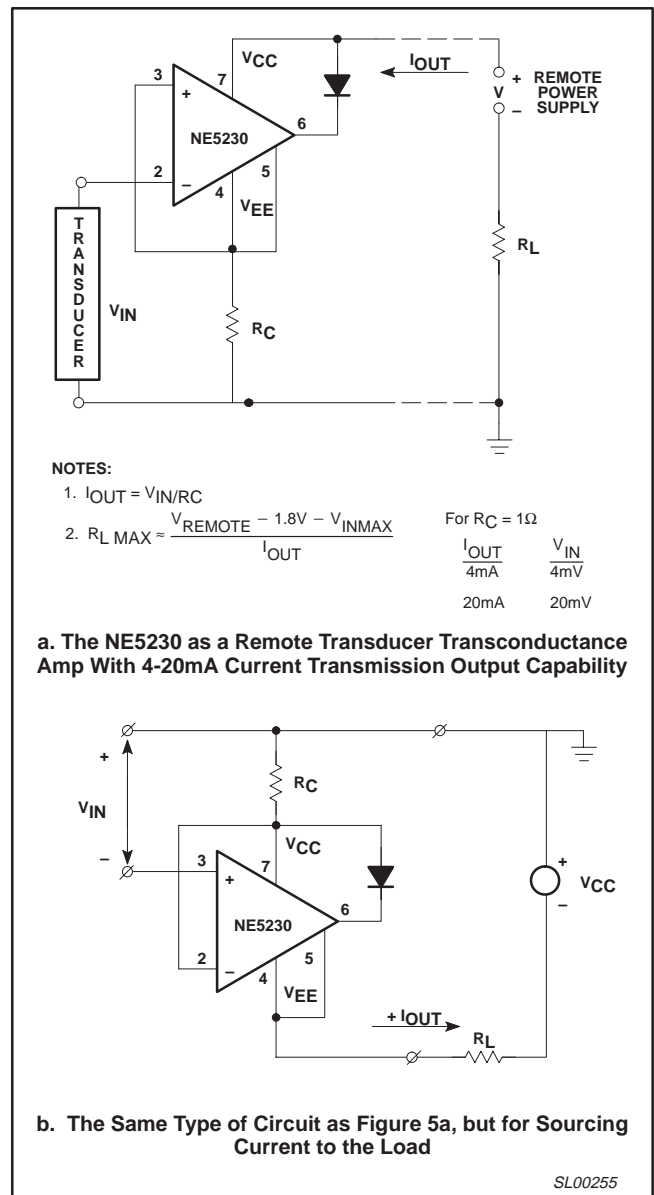 VCC
IOUT
3
7
+
+
REMOTE
V
POWER
–
SUPPLY
6
NE5230
2
–
5
4
VEE
TRANSDUCER
RL
VIN
RC
NOTES:
1. IOUT = VIN/RC
2. RL MAX ≈ (VREMOTE − 1.8V − VINMAX) / IOUT
For RC = 1Ω
IOUT VIN
4mA 4mV
20mA 20mV
a. The NE5230 as a Remote Transducer Transconductance
Amp With 4-20mA Current Transmission Output Capability
+
RC
VIN
VCC
–
3
7
+
+
VCC
6
–
NE5230
2
–
5
4
VEE
+ IOUT
RL
b. The Same Type of Circuit as Figure 5a, but for Sourcing
Current to the Load
SL00255